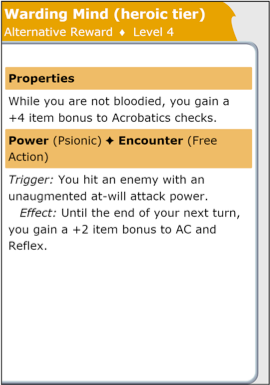 Warding Mind (heroic tier)
Alternative Reward ♦ Level 4
Properties
While you are not bloodied, you gain a
+4 item bonus to Acrobatics checks.
Power (Psionic) ✦ Encounter (Free
Action)
Trigger: You hit an enemy with an
unaugmented at-will attack power.
Effect: Until the end of your next turn,
you gain a +2 item bonus to AC and
Reflex.